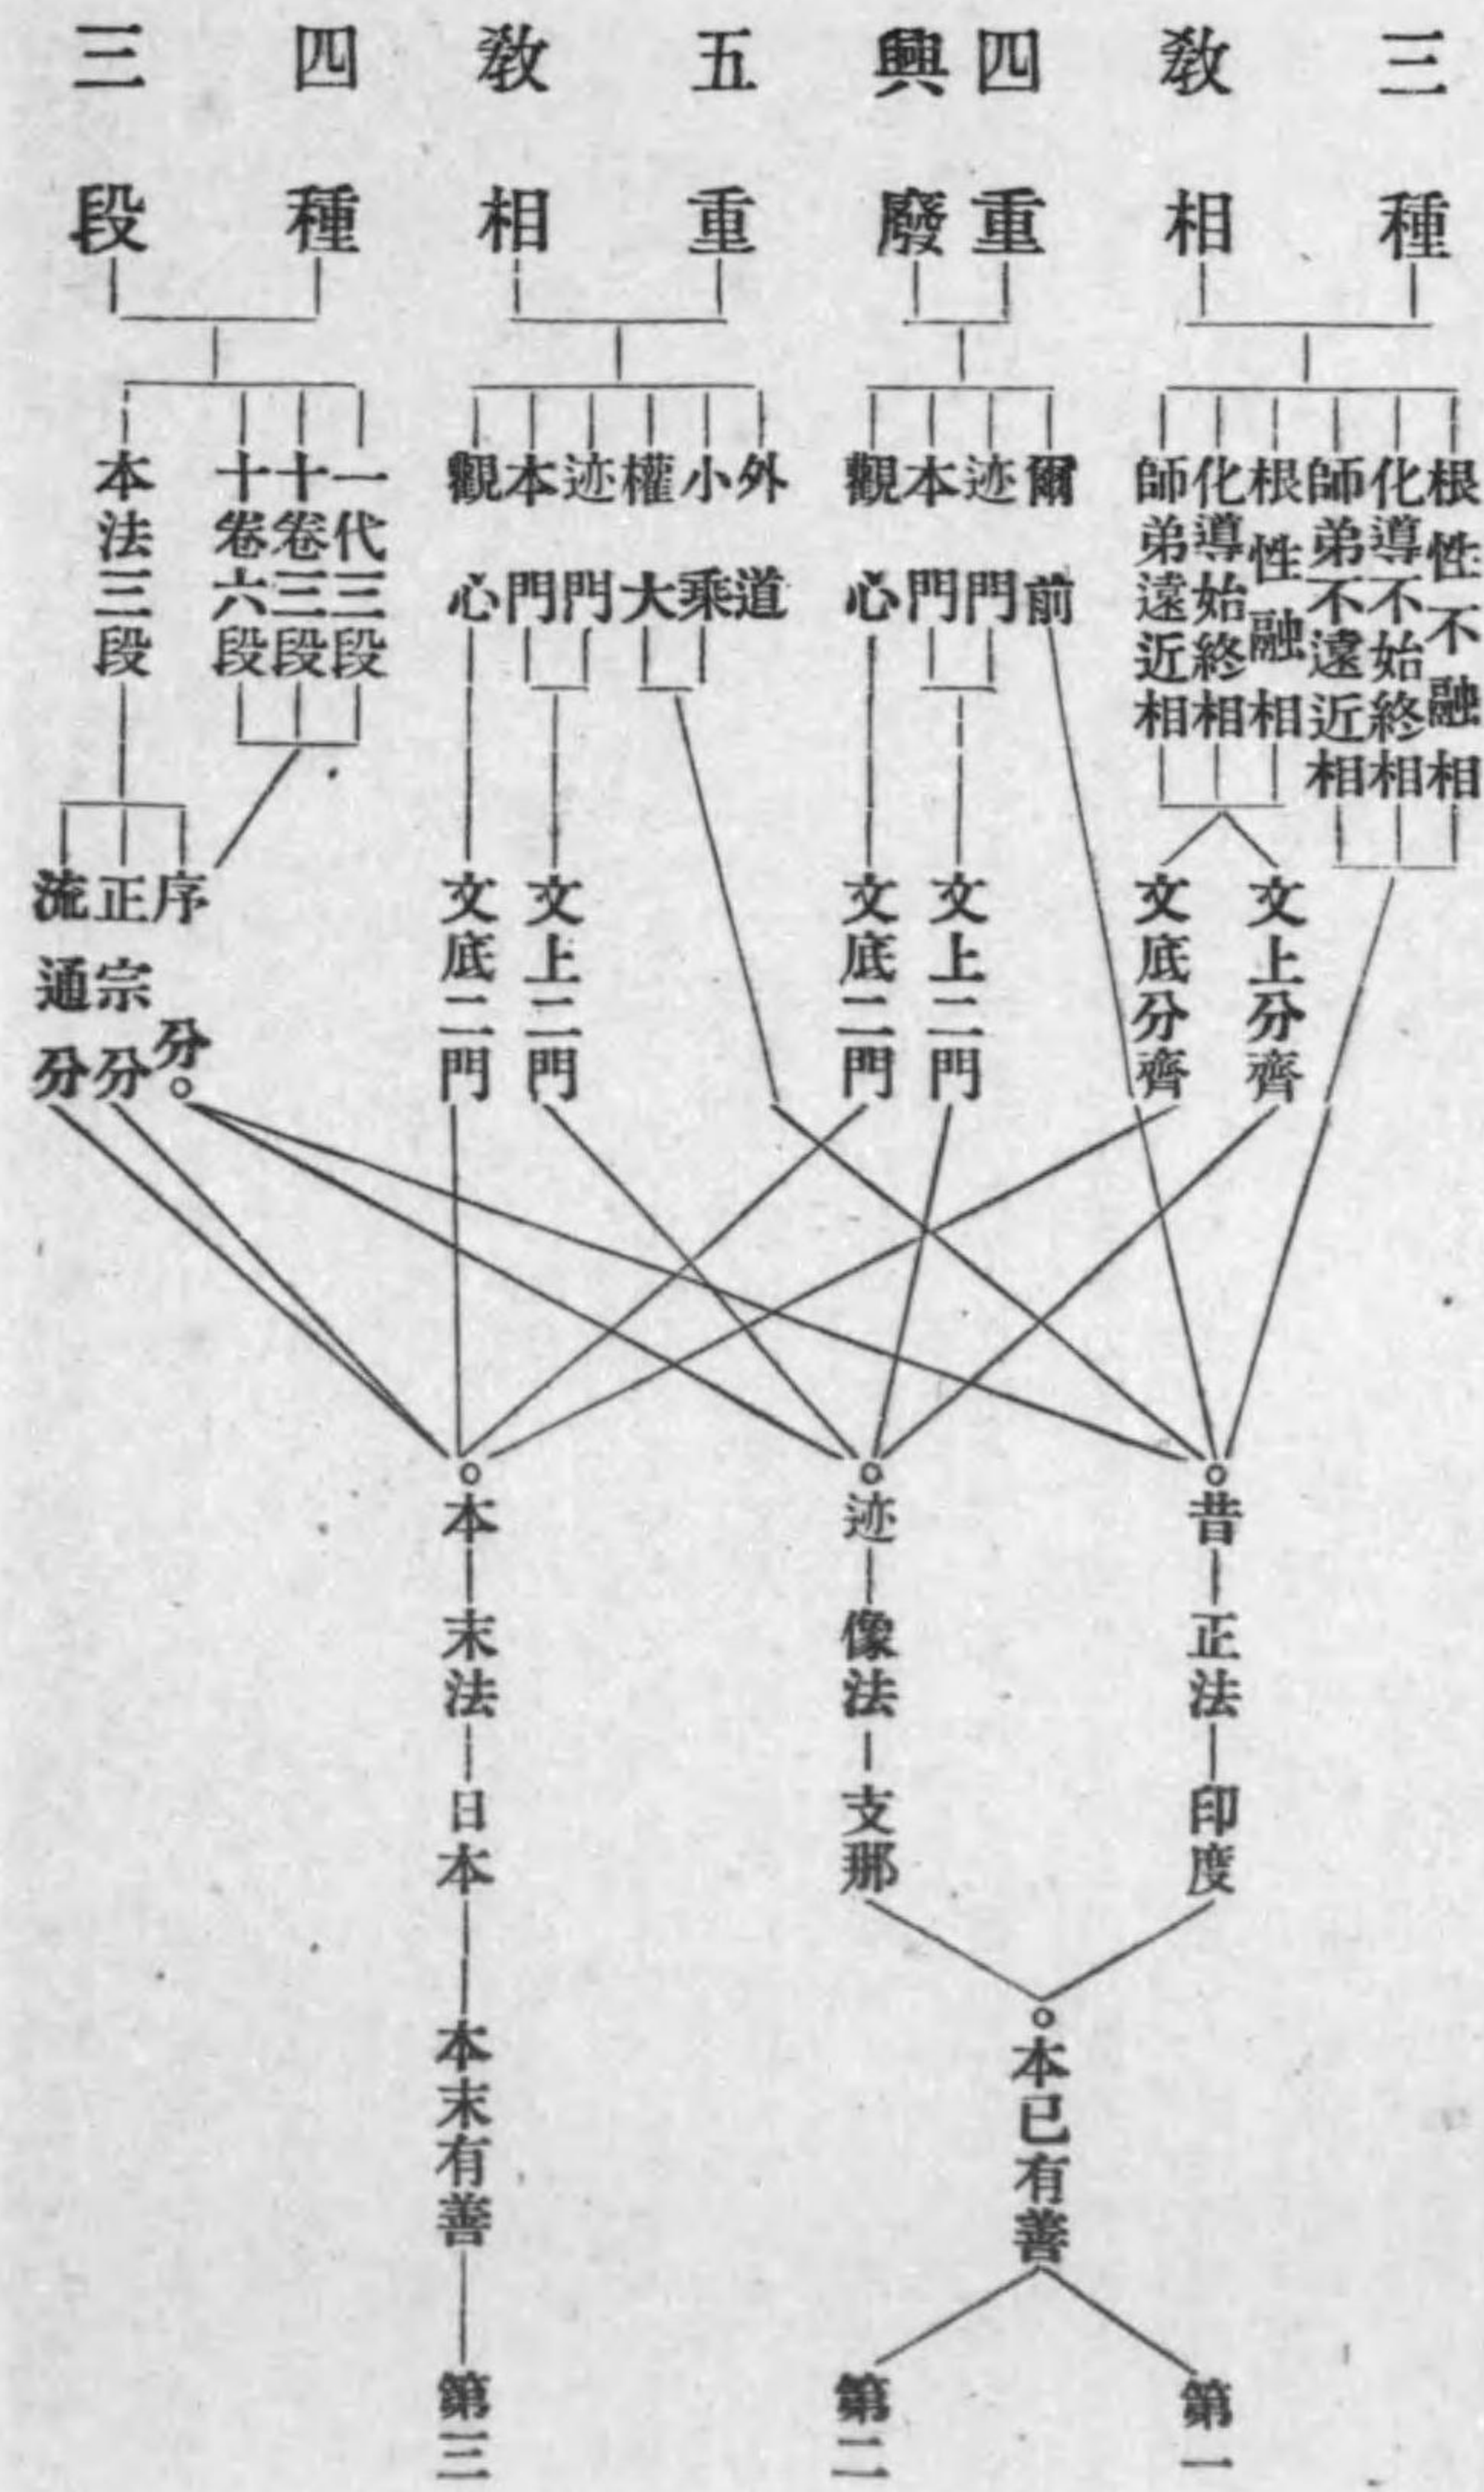 三種教相
四重興廢
五重教相
四種三段
根性不融相
化導不始終相
師弟不遠近相
根性融相
化導始終相
師弟遠近相
爾前
迹門
本門
觀心
外道
小乘
權大
迹門
本門
觀心
一代三段
十卷三段
十卷六段
本法三段
文上分齊
文底分齊
文上二門
文底二門
文上二門
文底二門
序分。
正宗分
流通分
。昔―正法―印度
。迹―像法―支那
。本―末法―日本―本末有善―第三
。本已有善
第一
第二